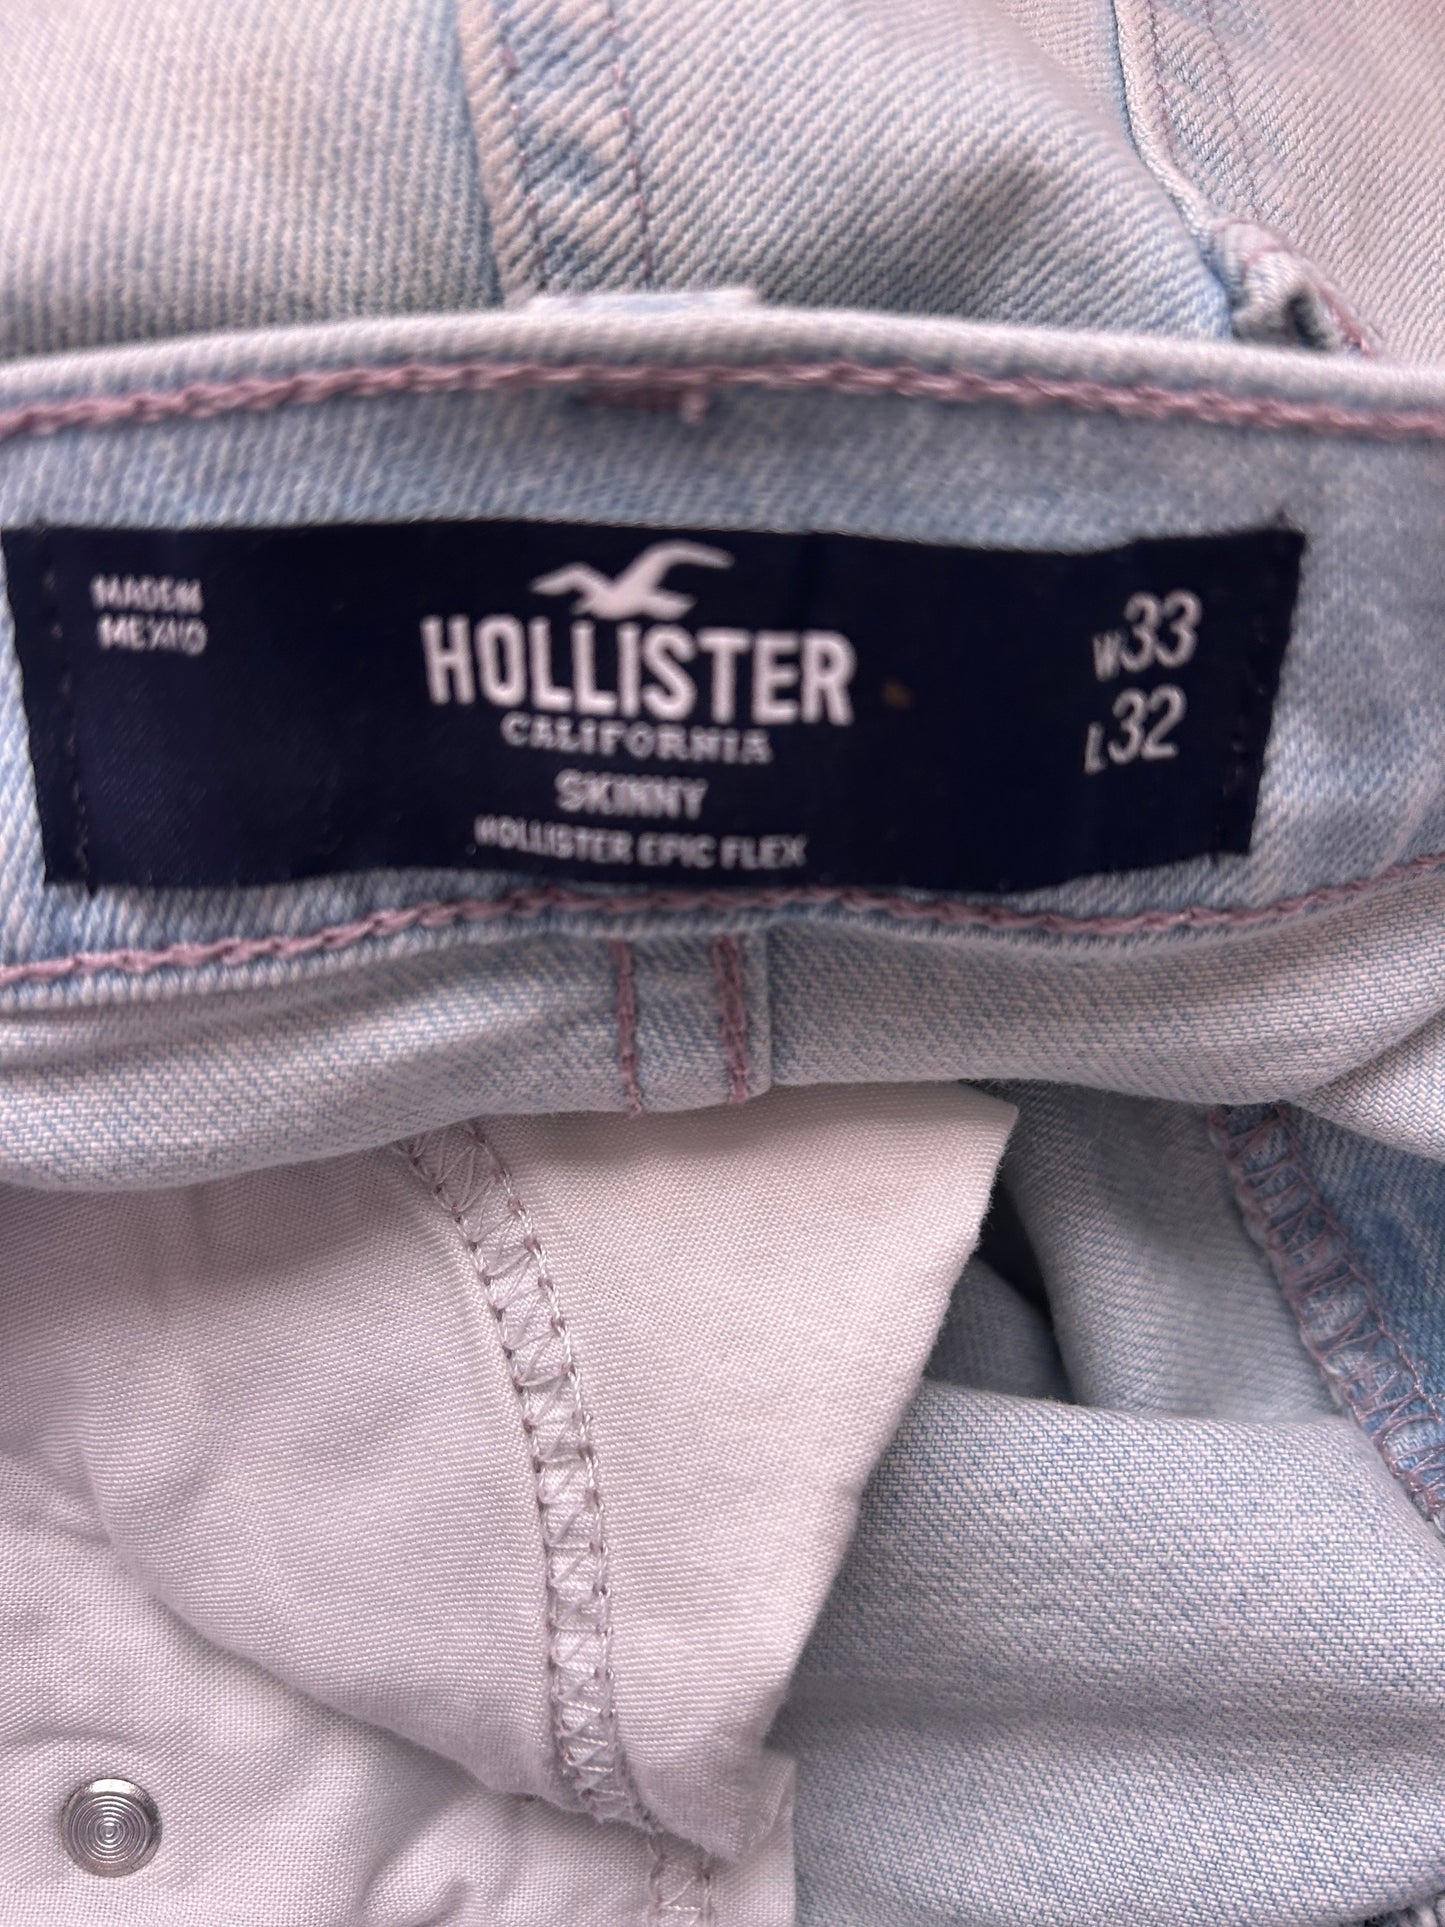 MADE IN
MEXICO
HOLLISTER
CALIFORNIA
SKINNY
HOLLISTER EPIC FLEX
W33
L32